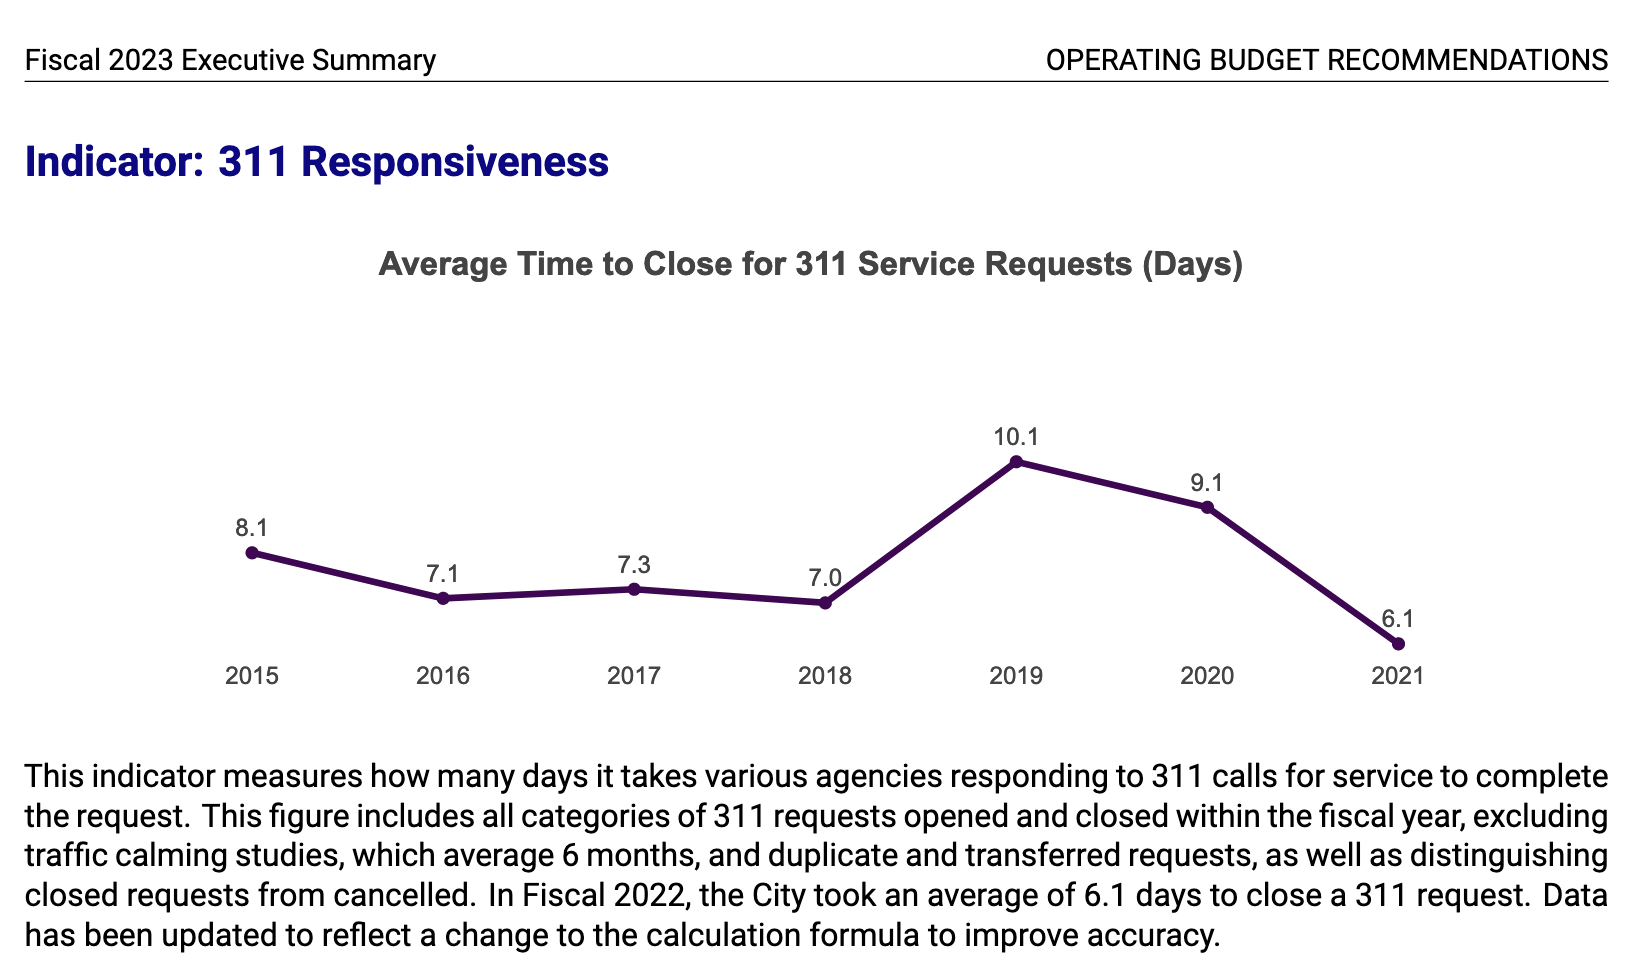 Fiscal 2023 Executive Summary OPERATING BUDGET RECOMMENDATIONS
Indicator: 311 Responsiveness
Average Time to Close for 311 Service Requests (Days)
10.1
9.1
8.1
7.3
7.1
7.0
6.1
2015 2016 2017 2018 2019 2020 2021
This indicator measures how many days it takes various agencies responding to 311 calls for service to complete
the request. This figure includes all categories of 311 requests opened and closed within the fiscal year, excluding
traffic calming studies, which average 6 months, and duplicate and transferred requests, as well as distinguishing
closed requests from cancelled. In Fiscal 2022, the City took an average of 6.1 days to close a 311 request. Data
has been updated to reflect a change to the calculation formula to improve accuracy.